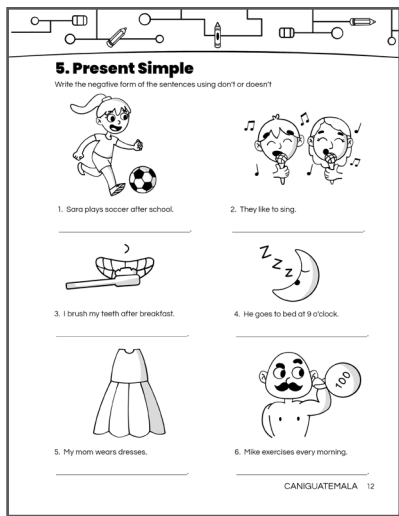 5. Present Simple
Write the negative form of the sentences using don't or doesn't
1. Sara plays soccer after school.
2. They like to sing.
3. I brush my teeth after breakfast.
Z Z Z
4. He goes to bed at 9 o'clock.
100
5. My mom wears dresses.
6. Mike exercises every morning.
CANIGUATEMALA 12